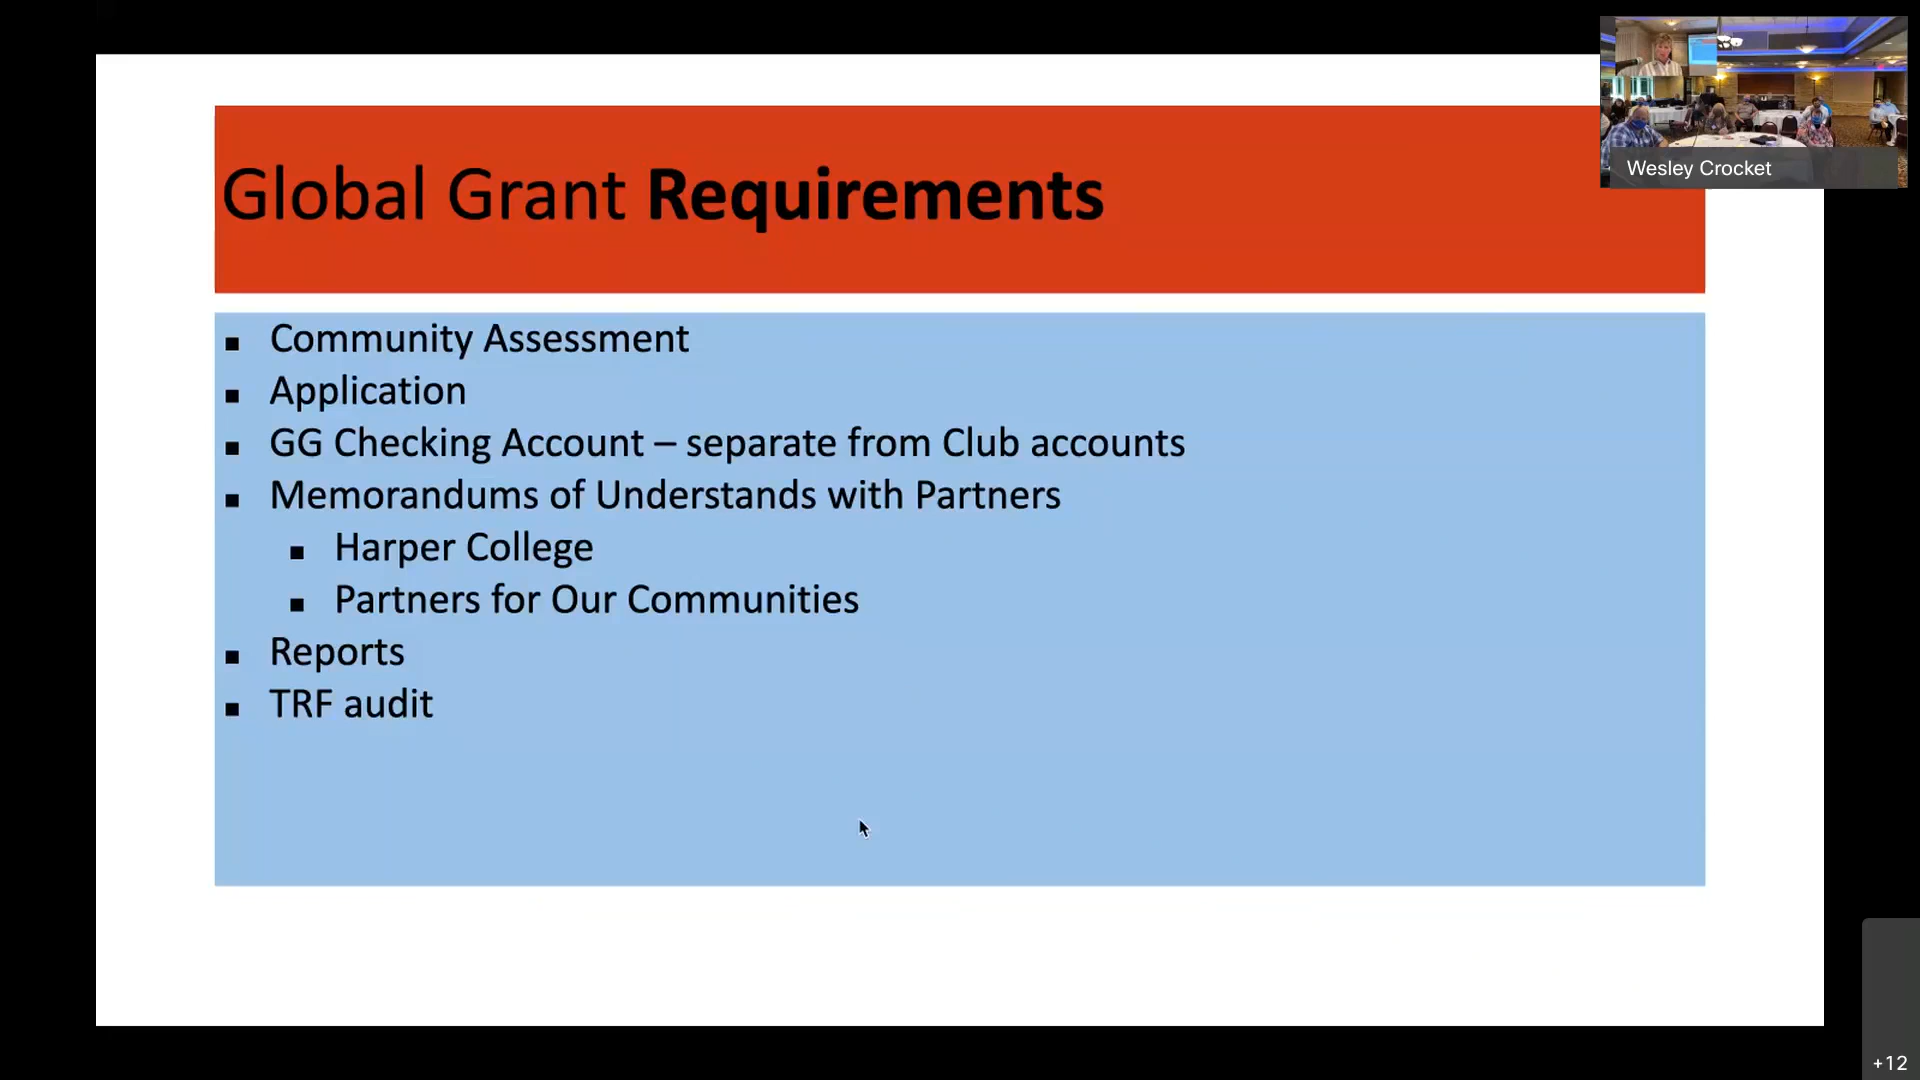 Global Grant Requirements
Community Assessment
Application
GG Checking Account – separate from Club accounts
Memorandums of Understands with Partners
Harper College
Partners for Our Communities
Reports
TRF audit
Wesley Crocket
+12